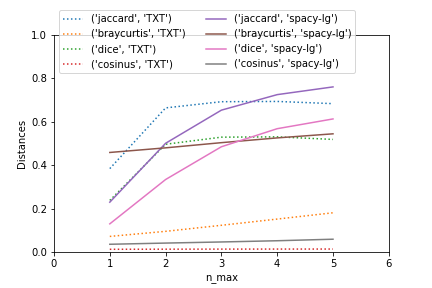 ('jaccard', 'TXT') ('jaccard', 'spacy-lg')
('braycurtis', 'TXT') ('braycurtis', 'spacy-lg')
('dice', 'TXT') ('dice', 'spacy-lg')
('cosinus', 'TXT') ('cosinus', 'spacy-lg')
1.0
0.8
0.6
0.4
0.2
0.0
Distances
0 1 2 3 4 5 6
n_max